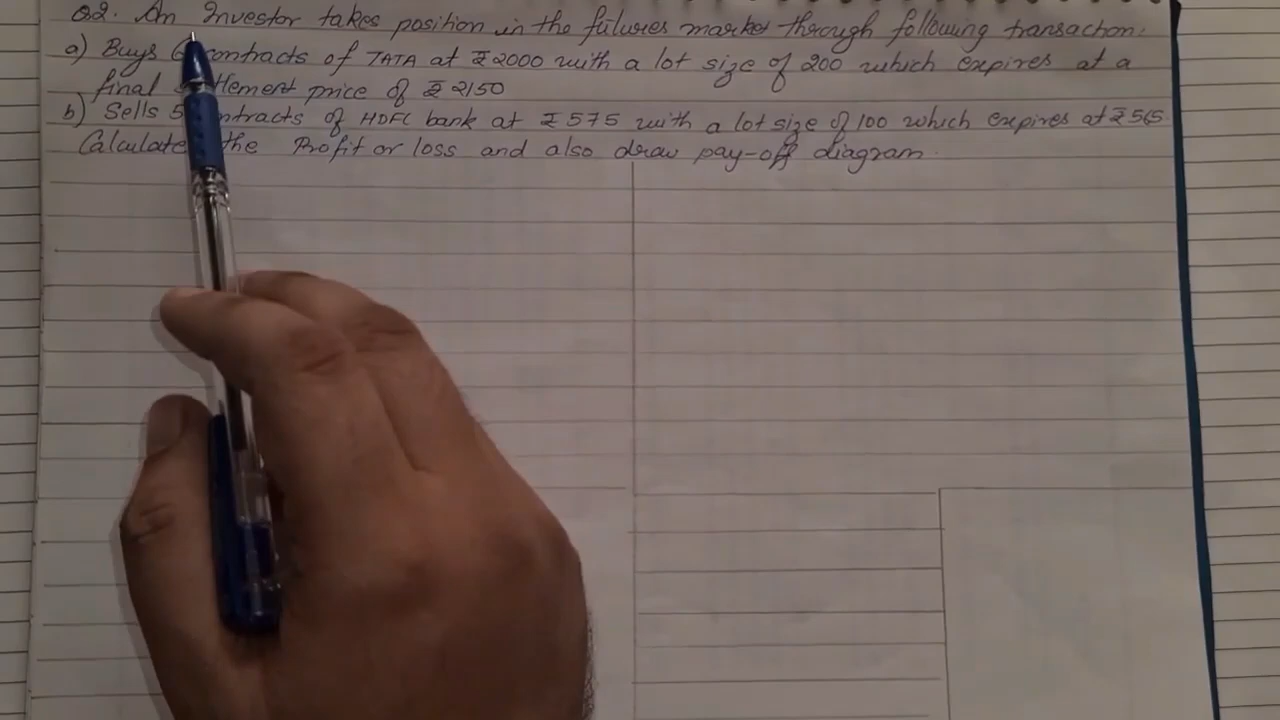 Q2. An Investor takes position in the futures market through following transaction.
a) Buys contracts of TATA at ₹2000 with a lot size of 200 which expires at a
final price of ₹2150
b) Sells 5 of HDFC bank at ₹575 with a lot size of 100 which expires at ₹565
Calculate the Profit or loss and also draw pay-off diagram.